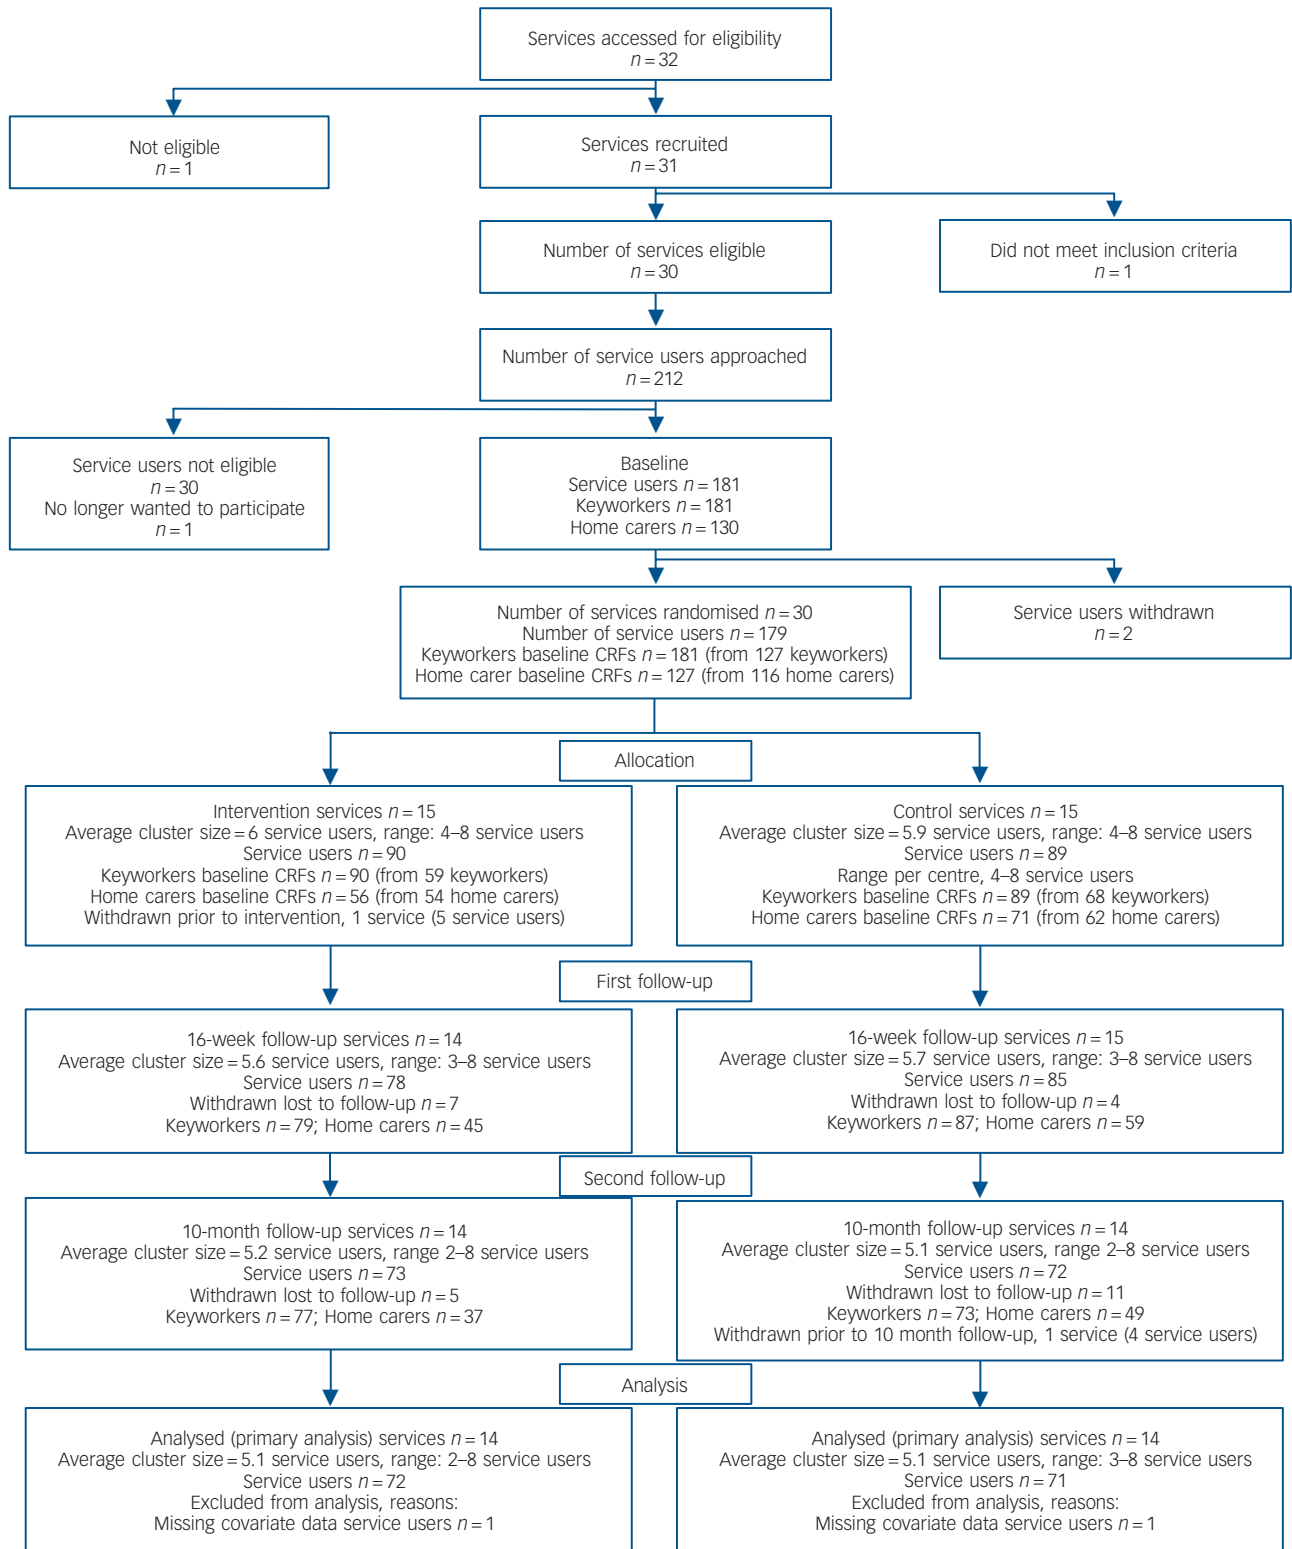 Services accessed for eligibility
n=32
Not eligible
n=1
Services recruited
n=31
Number of services eligible
n=30
Did not meet inclusion criteria
n=1
Number of service users approached
n=212
Service users not eligible
n=30
No longer wanted to participate
n=1
Baseline
Service users n=181
Keyworkers n=181
Home carers n=130
Number of services randomised n=30
Number of service users n=179
Keyworkers baseline CRFs n=181 (from 127 keyworkers)
Home carer baseline CRFs n=127 (from 116 home carers)
Service users withdrawn
n=2
Allocation
Intervention services n=15
Average cluster size=6 service users, range: 4–8 service users
Service users n=90
Keyworkers baseline CRFs n=90 (from 59 keyworkers)
Home carers baseline CRFs n=56 (from 54 home carers)
Withdrawn prior to intervention, 1 service (5 service users)
Control services n=15
Average cluster size=5.9 service users, range: 4–8 service users
Service users n=89
Range per centre, 4–8 service users
Keyworkers baseline CRFs n=89 (from 68 keyworkers)
Home carers baseline CRFs n=71 (from 62 home carers)
First follow-up
16-week follow-up services n=14
Average cluster size=5.6 service users, range: 3–8 service users
Service users n=78
Withdrawn lost to follow-up n=7
Keyworkers n=79; Home carers n=45
16-week follow-up services n=15
Average cluster size=5.7 service users, range: 3–8 service users
Service users n=85
Withdrawn lost to follow-up n=4
Keyworkers n=87; Home carers n=59
Second follow-up
10-month follow-up services n=14
Average cluster size=5.2 service users, range 2–8 service users
Service users n=73
Withdrawn lost to follow-up n=5
Keyworkers n=77; Home carers n=37
10-month follow-up services n=14
Average cluster size=5.1 service users, range 2–8 service users
Service users n=72
Withdrawn lost to follow-up n=11
Keyworkers n=73; Home carers n=49
Withdrawn prior to 10 month follow-up, 1 service (4 service users)
Analysis
Analysed (primary analysis) services n=14
Average cluster size=5.1 service users, range: 2–8 service users
Service users n=72
Excluded from analysis, reasons:
Missing covariate data service users n=1
Analysed (primary analysis) services n=14
Average cluster size=5.1 service users, range: 3–8 service users
Service users n=71
Excluded from analysis, reasons:
Missing covariate data service users n=1